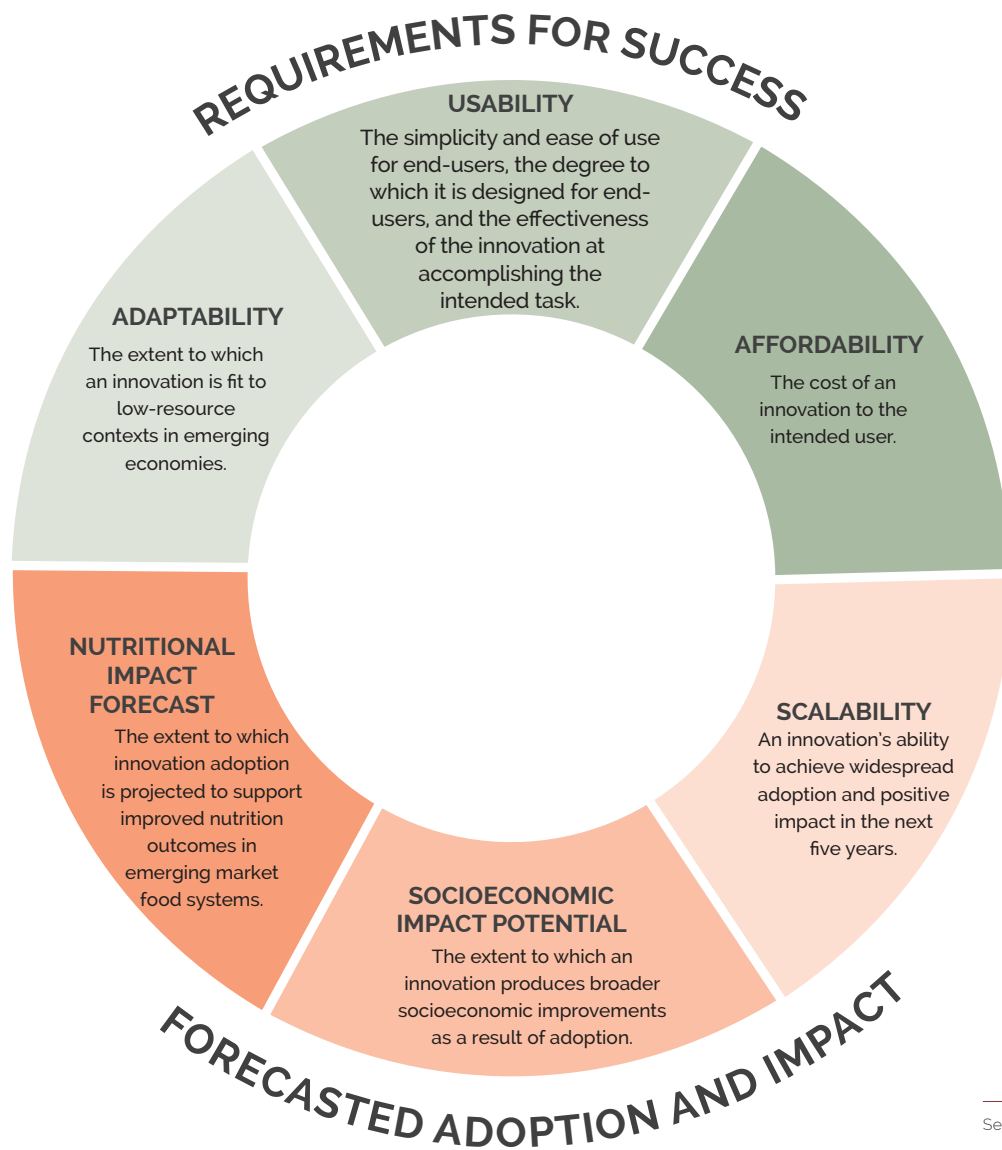 REQUIREMENTS FOR SUCCESS
USABILITY
The simplicity and ease of use
for end-users, the degree to
which it is designed for end-
users, and the effectiveness
of the innovation at
accomplishing the
intended task.
ADAPTABILITY
The extent to which
an innovation is fit to
low-resource
contexts in emerging
economies.
AFFORDABILITY
The cost of an
innovation to the
intended user.
NUTRITIONAL
IMPACT
FORECAST
The extent to which
innovation adoption
is projected to support
improved nutrition
outcomes in
emerging market
food systems.
SCALABILITY
An innovation's ability
to achieve widespread
adoption and positive
impact in the next
five years.
SOCIOECONOMIC
IMPACT POTENTIAL
The extent to which an
innovation produces broader
socioeconomic improvements
as a result of adoption.
FORECASTED ADOPTION AND IMPACT